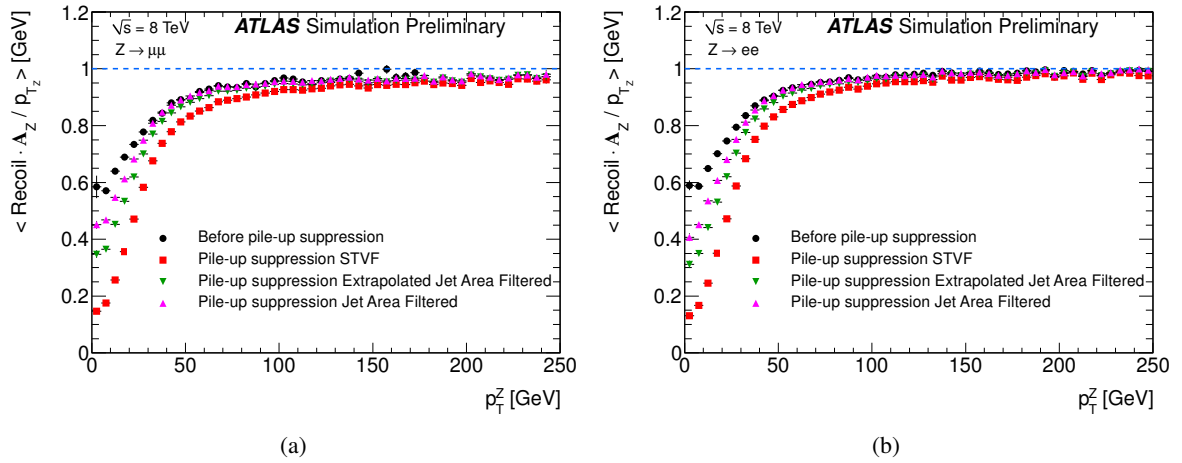 √s = 8 TeV ATLAS Simulation Preliminary
Z → μμ
< Recoil · A_Z / p_T_Z > [GeV]
1
0.8
0.6
0.4
0.2
0
Before pile-up suppression
Pile-up suppression STVF
Pile-up suppression Extrapolated Jet Area Filtered
Pile-up suppression Jet Area Filtered
0 50 100 150 200 250
p_T^Z [GeV]
(a)
√s = 8 TeV ATLAS Simulation Preliminary
Z → ee
< Recoil · A_Z / p_T_Z > [GeV]
1
0.8
0.6
0.4
0.2
0
Before pile-up suppression
Pile-up suppression STVF
Pile-up suppression Extrapolated Jet Area Filtered
Pile-up suppression Jet Area Filtered
0 50 100 150 200 250
p_T^Z [GeV]
(b)